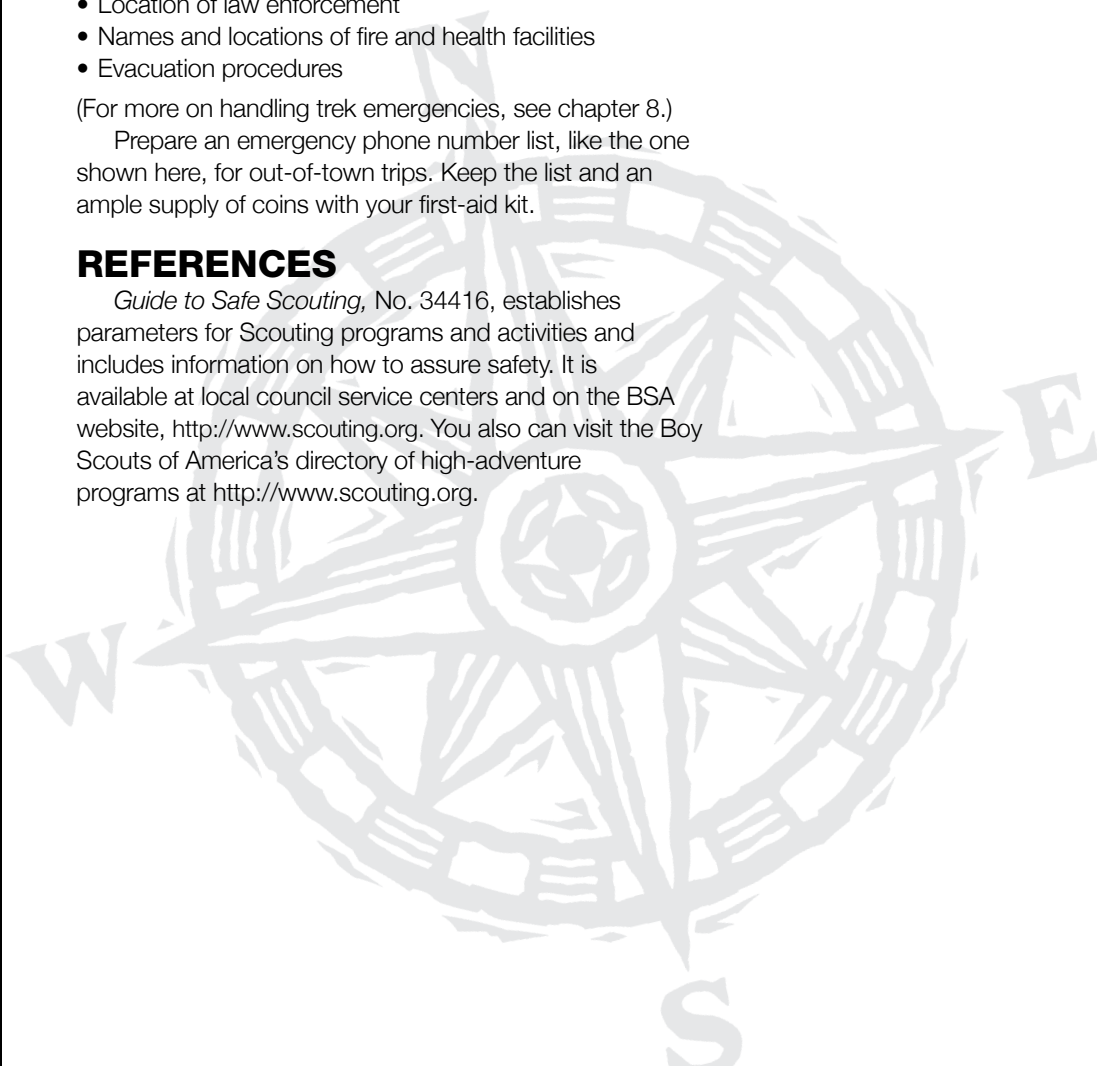 • Location of law enforcement
• Names and locations of fire and health facilities
• Evacuation procedures
(For more on handling trek emergencies, see chapter 8.)
Prepare an emergency phone number list, like the one
shown here, for out-of-town trips. Keep the list and an
ample supply of coins with your first-aid kit.
REFERENCES
Guide to Safe Scouting, No. 34416, establishes
parameters for Scouting programs and activities and
includes information on how to assure safety. It is
available at local council service centers and on the BSA
website, http://www.scouting.org. You also can visit the Boy
Scouts of America’s directory of high-adventure
programs at http://www.scouting.org.
N
E
W
S